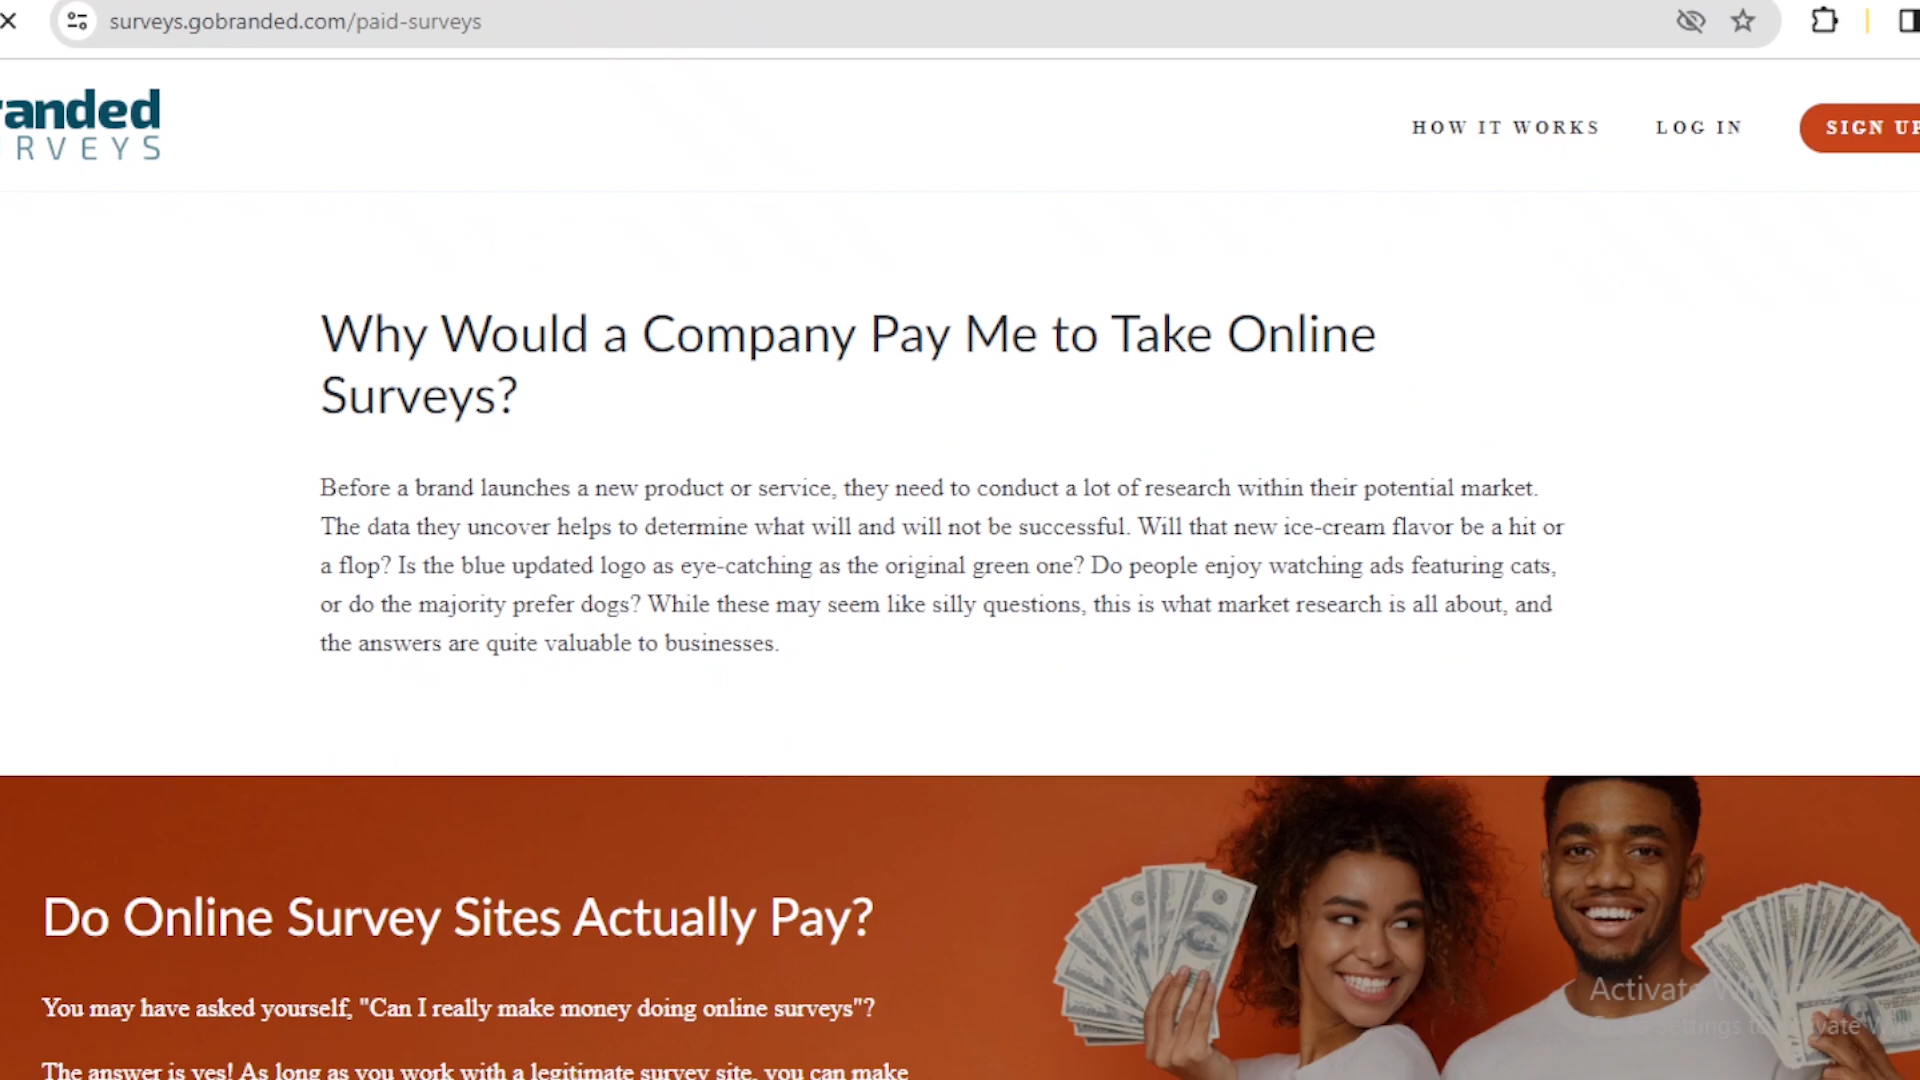 surveys.gobranded.com/paid-surveys
randed
RVEYS
HOW IT WORKS
LOG IN
SIGN UP
Why Would a Company Pay Me to Take Online
Surveys?
Before a brand launches a new product or service, they need to conduct a lot of research within their potential market.
The data they uncover helps to determine what will and will not be successful. Will that new ice-cream flavor be a hit or
a flop? Is the blue updated logo as eye-catching as the original green one? Do people enjoy watching ads featuring cats,
or do the majority prefer dogs? While these may seem like silly questions, this is what market research is all about, and
the answers are quite valuable to businesses.
Do Online Survey Sites Actually Pay?
You may have asked yourself, "Can I really make money doing online surveys"?
The answer is yes! As long as you work with a legitimate survey site, you can make
Activate
Settings